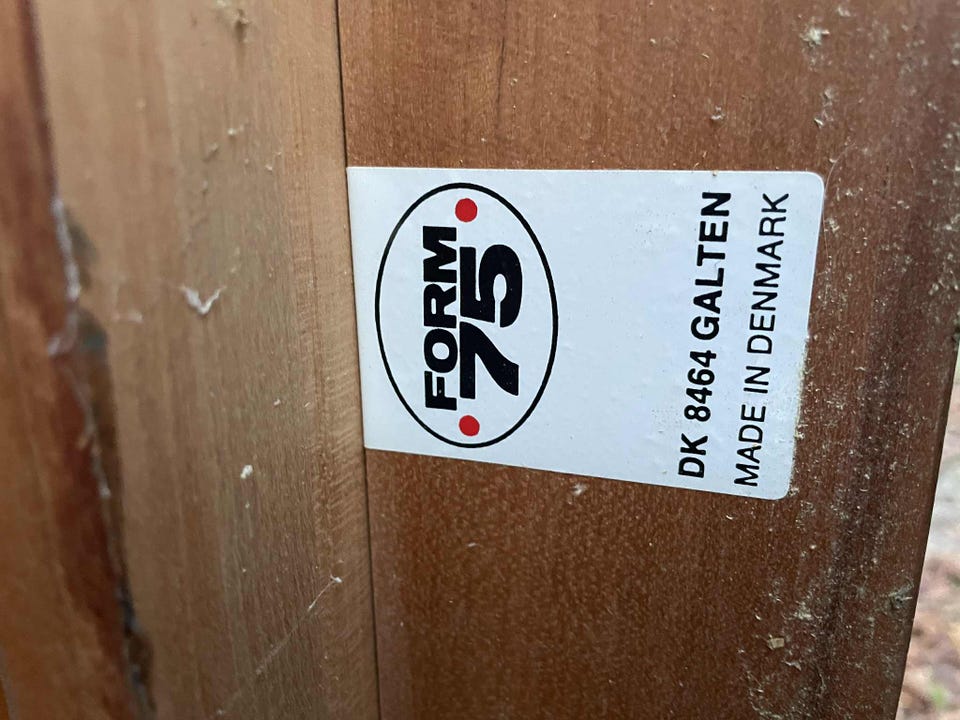 FORM
75
DK 8464 GALTEN
MADE IN DENMARK